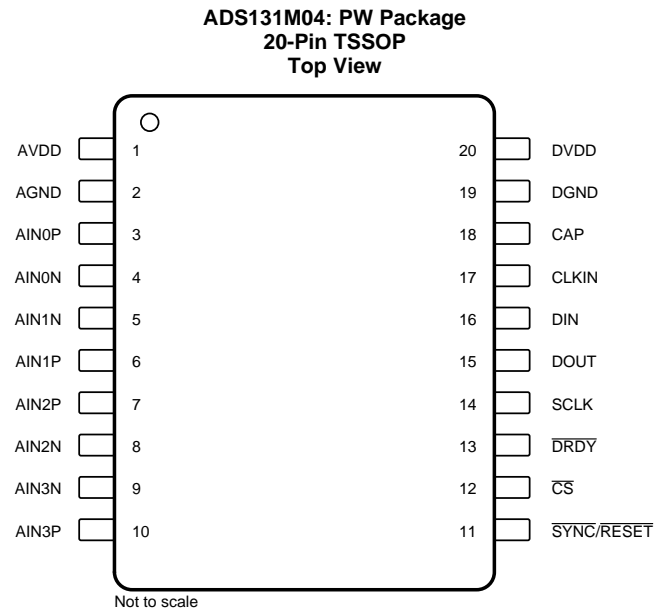 ADS131M04: PW Package
20-Pin TSSOP
Top View
AVDD 1 20 DVDD
AGND 2 19 DGND
AIN0P 3 18 CAP
AIN0N 4 17 CLKIN
AIN1N 5 16 DIN
AIN1P 6 15 DOUT
AIN2P 7 14 SCLK
AIN2N 8 13 DRDY
AIN3N 9 12 CS
AIN3P 10 11 SYNC/RESET
Not to scale